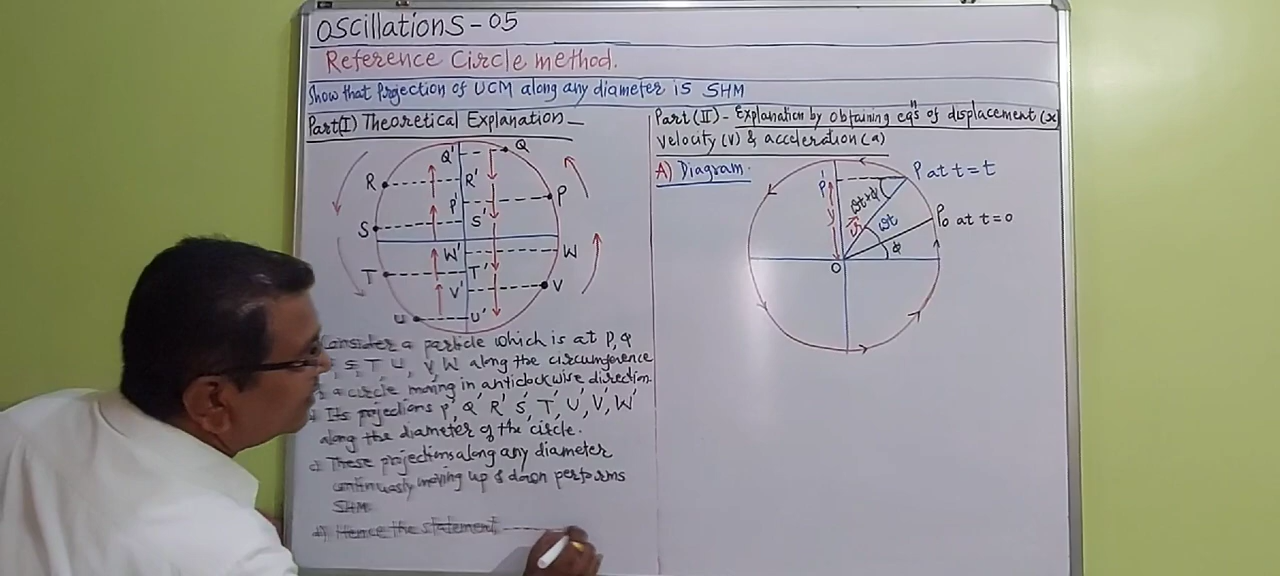 Oscillations - 05
Reference Circle method.
Show that Projection of UCM along any diameter is SHM
Part(I) Theoretical Explanation -
Q' Q
R R'
P' P
S S'
W' W
T T'
V' V
U U'
Consider a particle which is at P, Q
S, T, U, V, W along the circumference
a circle moving in anticlockwise direction.
Its projections P', Q', R', S', T', U', V', W'
along the diameter of the circle.
c) These projections along any diameter
continuosly moving up & down performs
SHM.
d) Hence the statement
Part (II) - Explanation by obtaining eqns of displacement (x)
velocity (v) & acceleration (a)
A) Diagram.
P' P at t = t
ωt+φ
y ωt P₀ at t = 0
φ
O